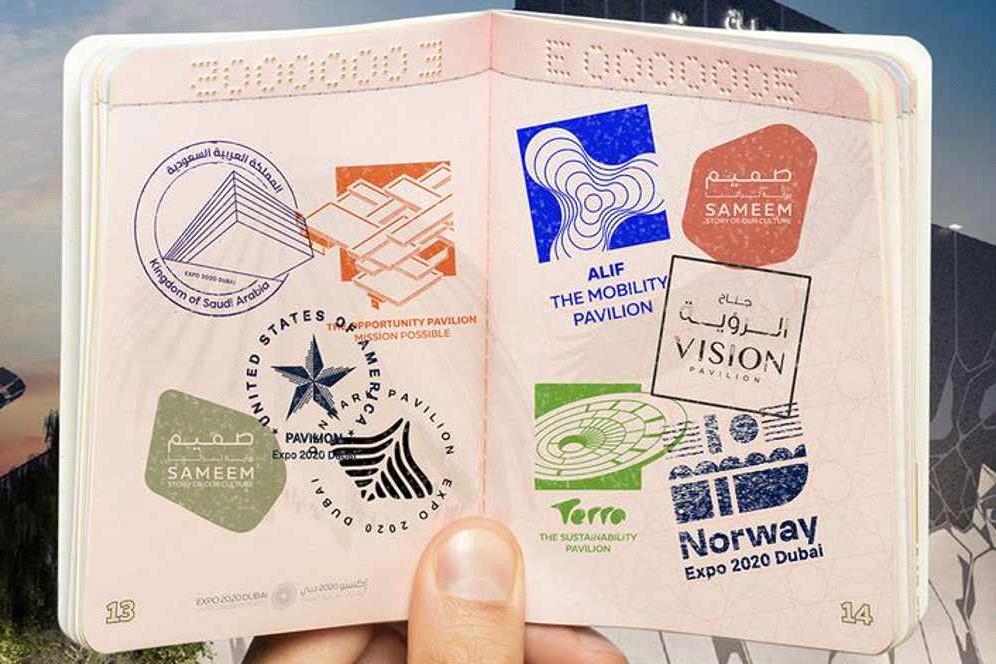 المملكة العربية السعودية
EXPO 2020 DUBAI
Kingdom of Saudi Arabia
THE OPPORTUNITY PAVILION
MISSION POSSIBLE
UNITED STATES OF AMERICA
PAVILION
Expo 2020 Dubai
صميم
SAMEEM
STORY OF OUR CULTURE
PAVILION EXPO 2020 DUBAI
EXPO 2020 DUBAI
إكسبو 2020 دبي
13
ALIF
THE MOBILITY
PAVILION
صميم
SAMEEM
STORY OF OUR CULTURE
جناح
الرؤية
VISION
PAVILION
Terra
THE SUSTAINABILITY
PAVILION
Norway
Expo 2020 Dubai
14